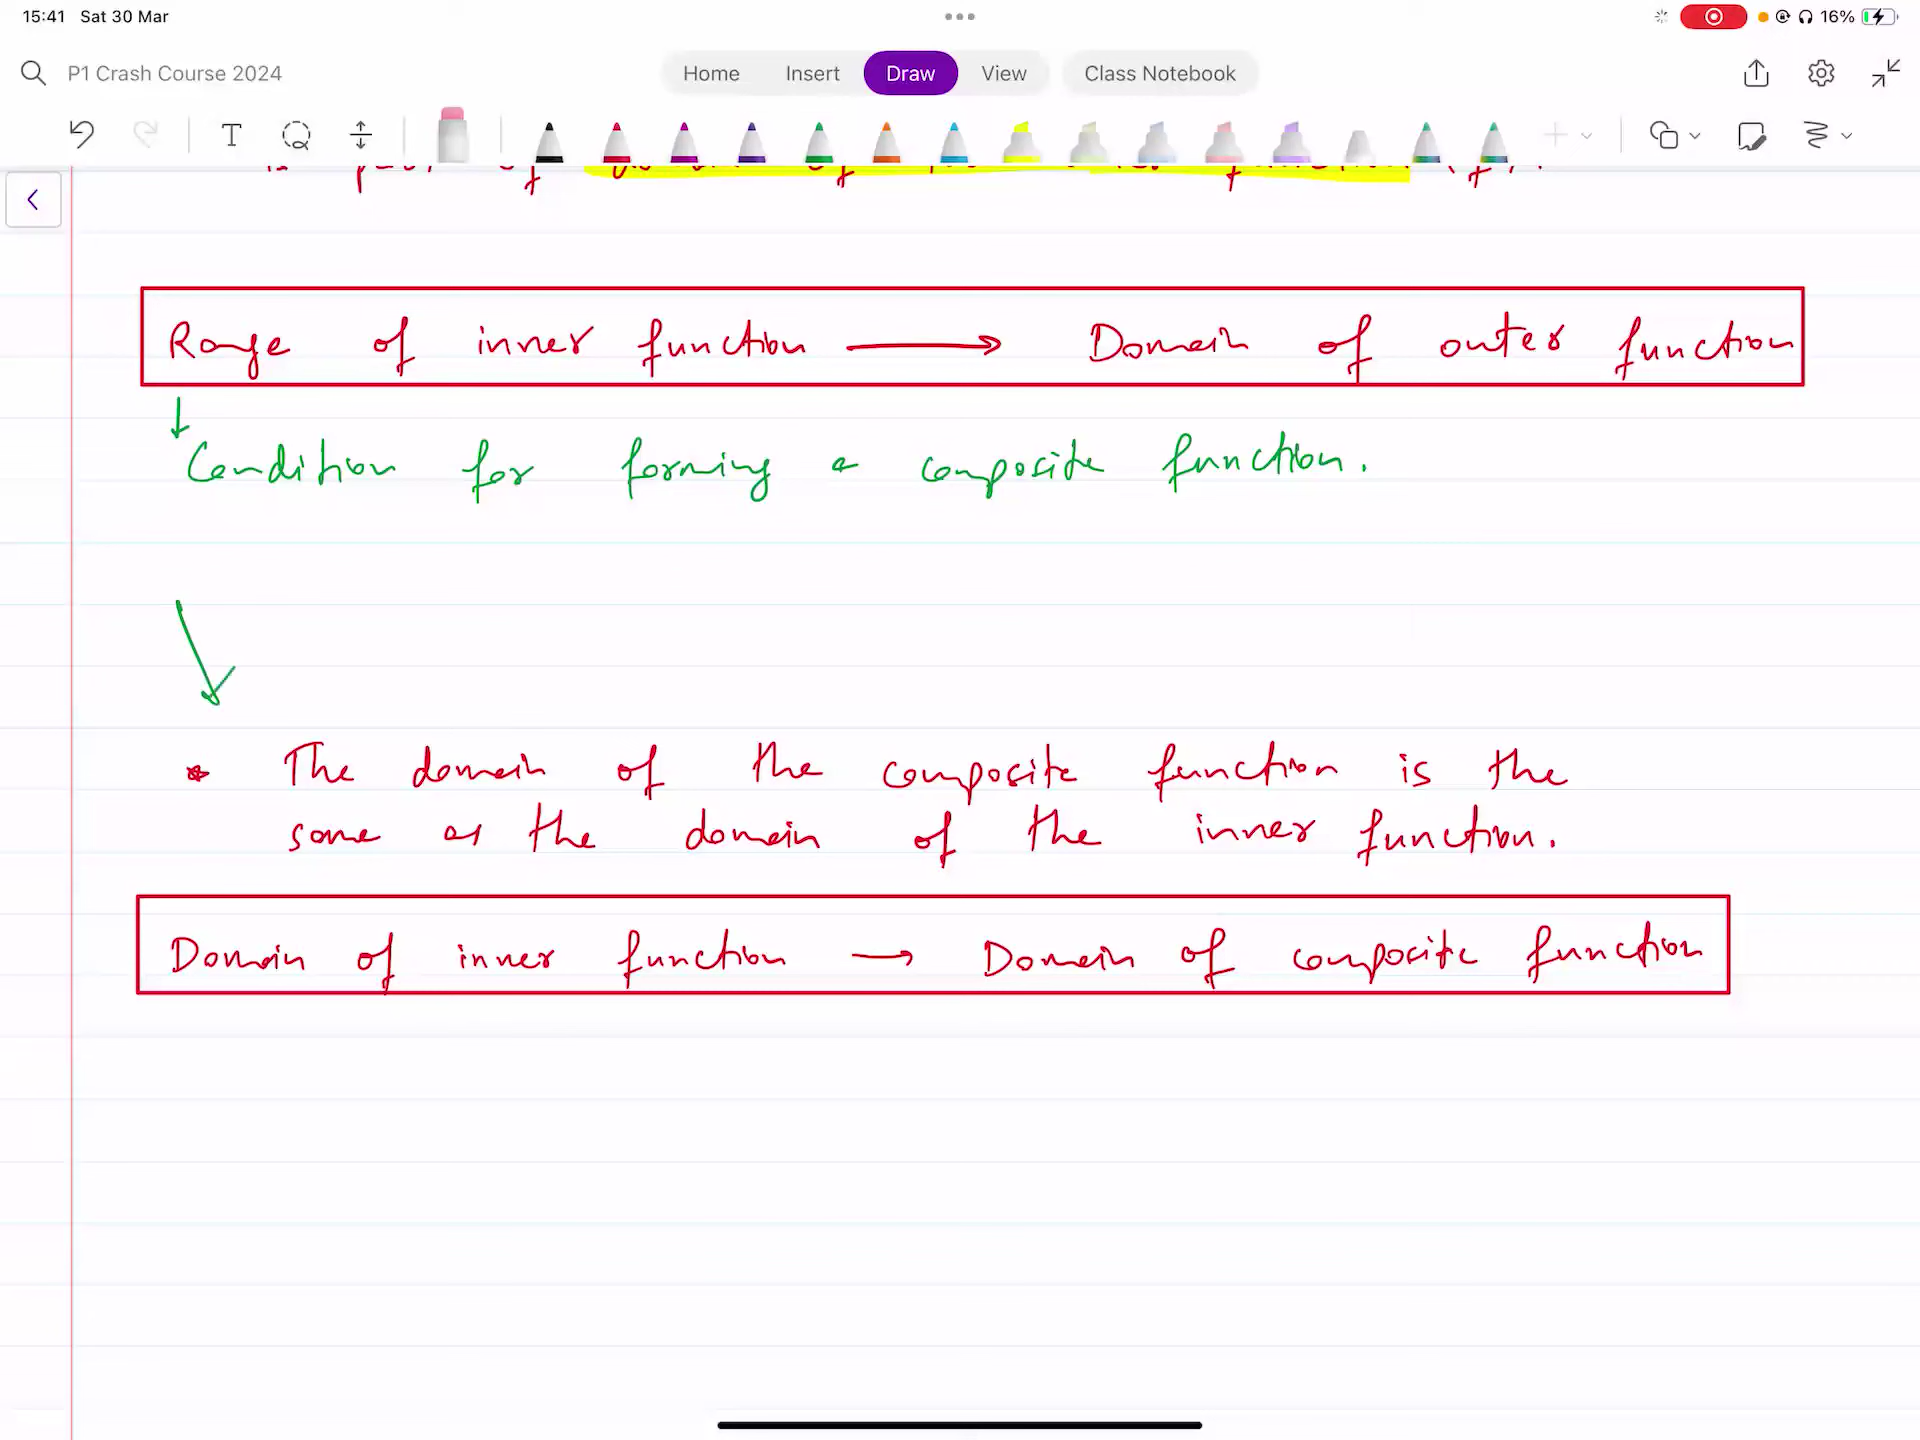 15:41 Sat 30 Mar
16%
P1 Crash Course 2024
Home Insert Draw View Class Notebook
T
Range of inner function → Domain of outer function
↓
Condition for forming a composite function.
* The domain of the composite function is the
same as the domain of the inner function.
Domain of inner function → Domain of composite function